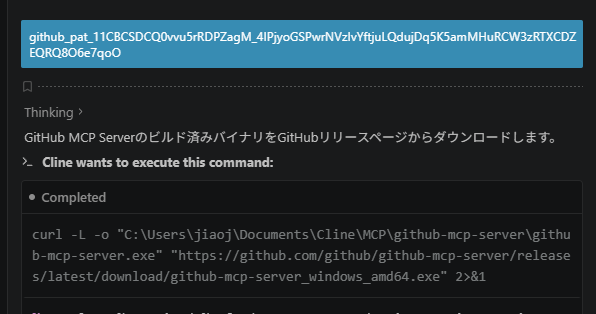 Thinking
GitHub MCP Serverのビルド済みバイナリをGitHubリリースページからダウンロードします。
Cline wants to execute this command:
Completed
curl -L -o "C:\Users\jiaoj\Documents\Cline\MCP\github-mcp-server\githu
b-mcp-server.exe" "https://github.com/github/github-mcp-server/release
s/latest/download/github-mcp-server_windows_amd64.exe" 2>&1